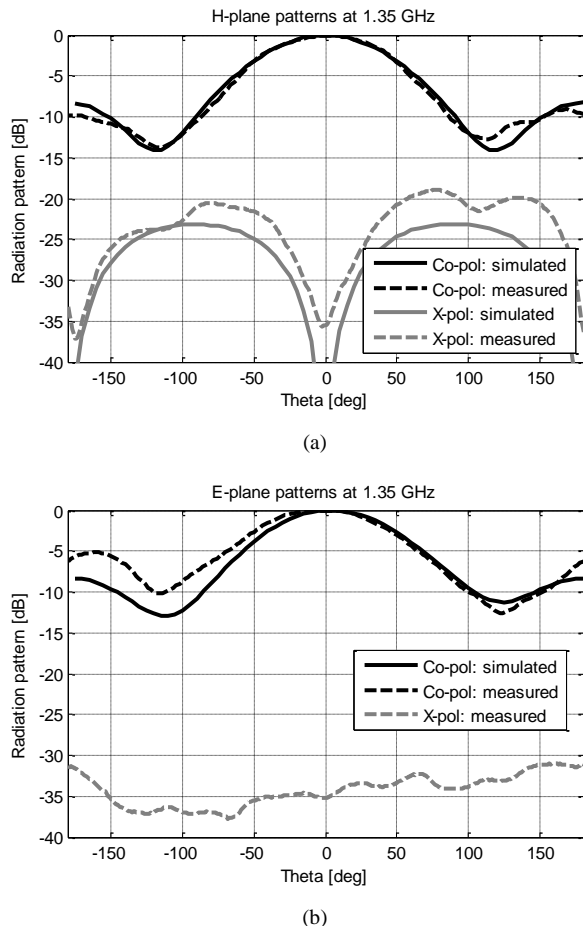 H-plane patterns at 1.35 GHz
0
-5
-10
-15
-20
-25
-30
-35
-40
Radiation pattern [dB]
Co-pol: simulated
Co-pol: measured
X-pol: simulated
X-pol: measured
-150 -100 -50 0 50 100 150
Theta [deg]
(a)
E-plane patterns at 1.35 GHz
0
-5
-10
-15
-20
-25
-30
-35
-40
Radiation pattern [dB]
Co-pol: simulated
Co-pol: measured
X-pol: measured
-150 -100 -50 0 50 100 150
Theta [deg]
(b)